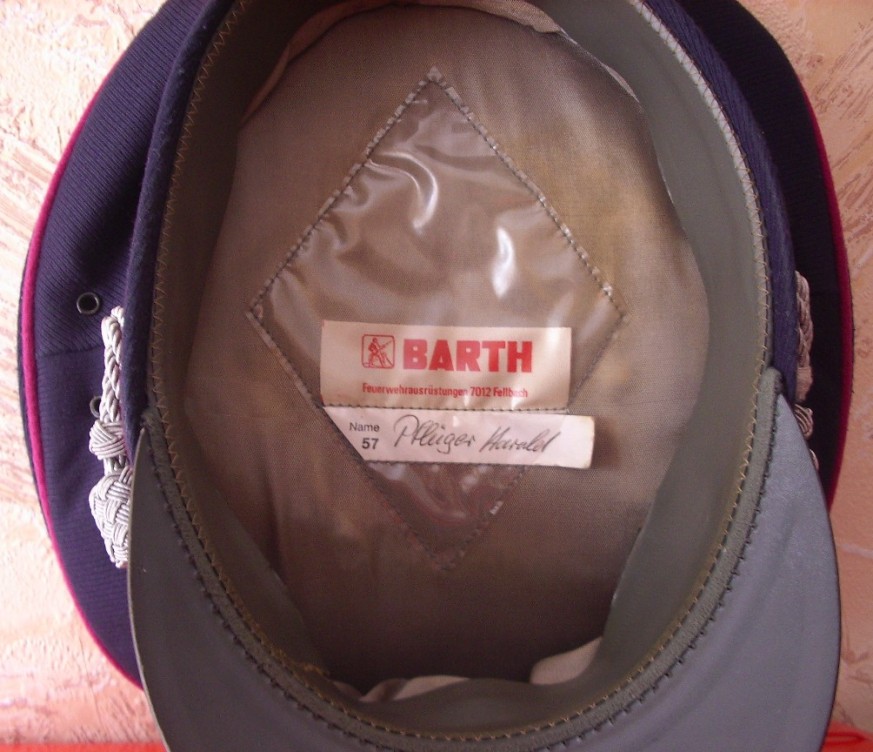 BARTH
Feuerwehrausrüstungen 7012 Fellbach
Name
57
Pflüger Harald